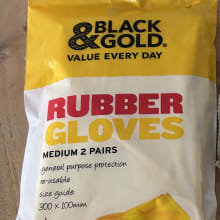 BLACK
& GOLD®
VALUE EVERY DAY
RUBBER
GLOVES
MEDIUM 2 PAIRS
general purpose protection
re-usable
size guide:
300 x 100mm